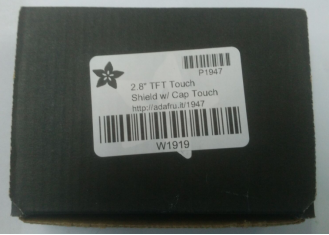 P1947
2.8" TFT Touch
Shield w/ Cap Touch
http://adafru.it/1947
W1919